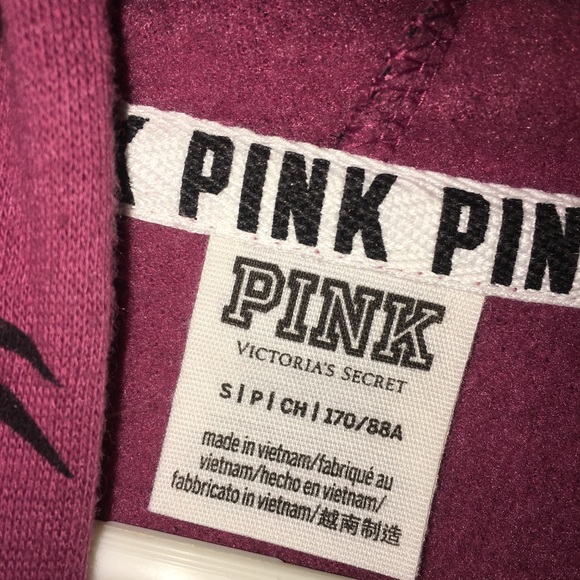 K PINK PIN
PINK
VICTORIA'S SECRET
S | P | CH | 170/88A
made in vietnam/fabriqué au
vietnam/hecho en vietnam/
fabbricato in vietnam/越南制造